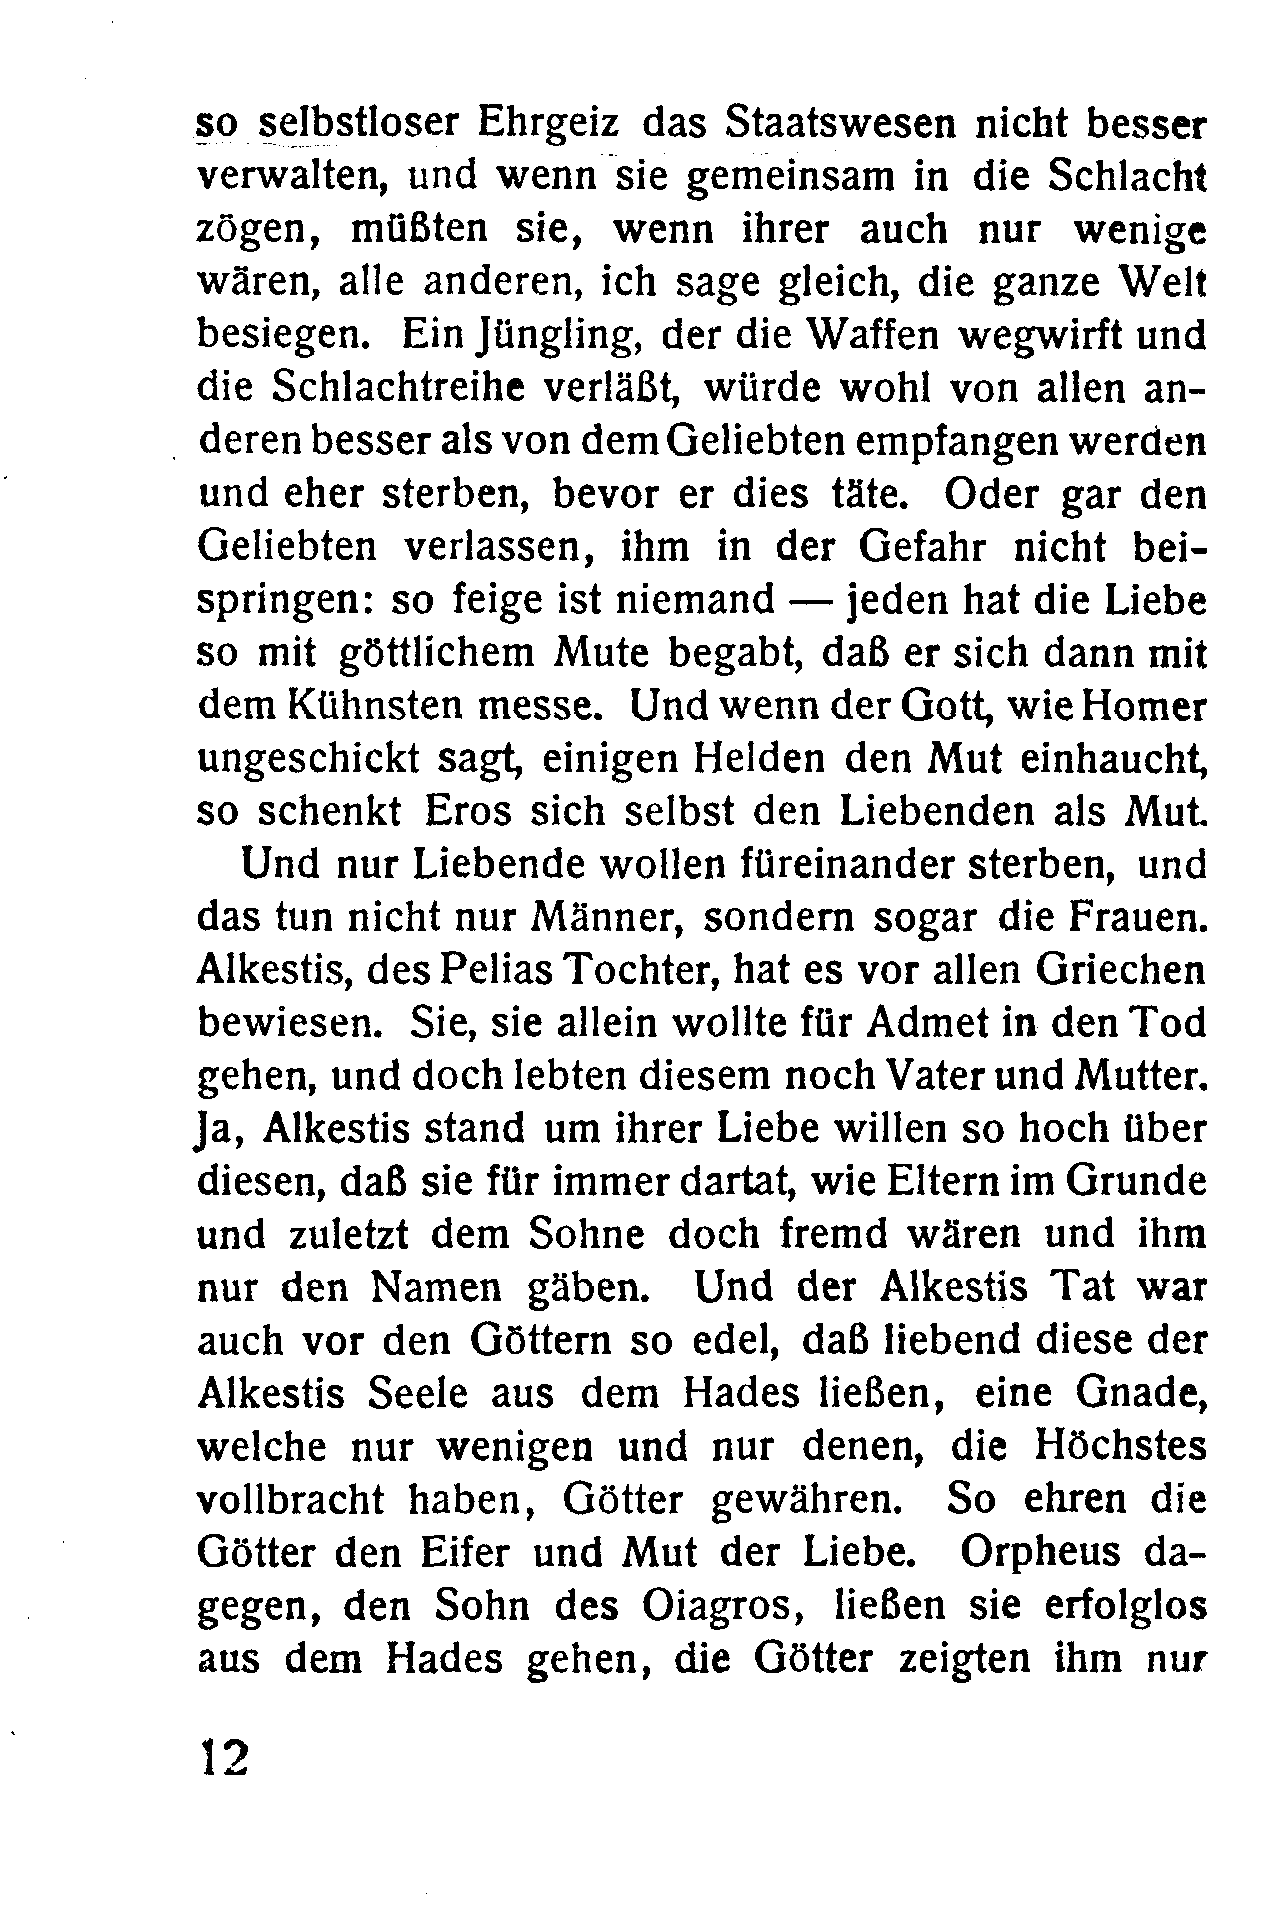 so selbstloser Ehrgeiz das Staatswesen nicht besser
verwalten, und wenn sie gemeinsam in die Schlacht
zögen, müßten sie, wenn ihrer auch nur wenige
wären, alle anderen, ich sage gleich, die ganze Welt
besiegen. Ein Jüngling, der die Waffen wegwirft und
die Schlachtreihe verläßt, würde wohl von allen an-
deren besser als von dem Geliebten empfangen werden
und eher sterben, bevor er dies täte. Oder gar den
Geliebten verlassen, ihm in der Gefahr nicht bei-
springen: so feige ist niemand — jeden hat die Liebe
so mit göttlichem Mute begabt, daß er sich dann mit
dem Kühnsten messe. Und wenn der Gott, wie Homer
ungeschickt sagt, einigen Helden den Mut einhaucht,
so schenkt Eros sich selbst den Liebenden als Mut.
Und nur Liebende wollen füreinander sterben, und
das tun nicht nur Männer, sondern sogar die Frauen.
Alkestis, des Pelias Tochter, hat es vor allen Griechen
bewiesen. Sie, sie allein wollte für Admet in den Tod
gehen, und doch lebten diesem noch Vater und Mutter.
Ja, Alkestis stand um ihrer Liebe willen so hoch über
diesen, daß sie für immer dartat, wie Eltern im Grunde
und zuletzt dem Sohne doch fremd wären und ihm
nur den Namen gäben. Und der Alkestis Tat war
auch vor den Göttern so edel, daß liebend diese der
Alkestis Seele aus dem Hades ließen, eine Gnade,
welche nur wenigen und nur denen, die Höchstes
vollbracht haben, Götter gewähren. So ehren die
Götter den Eifer und Mut der Liebe. Orpheus da-
gegen, den Sohn des Oiagros, ließen sie erfolglos
aus dem Hades gehen, die Götter zeigten ihm nur
12